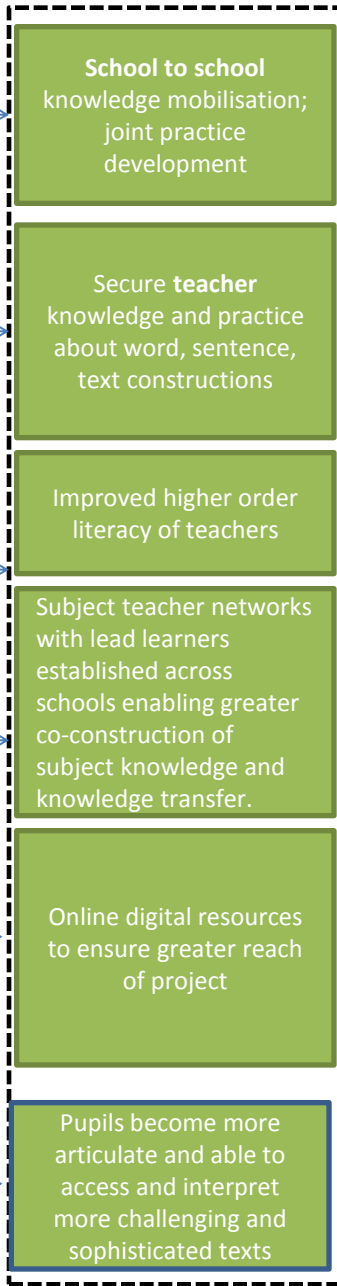 School to school
knowledge mobilisation;
joint practice
development
Secure teacher
knowledge and practice
about word, sentence,
text constructions
Improved higher order
literacy of teachers
Subject teacher networks
with lead learners
established across
schools enabling greater
co-construction of
subject knowledge and
knowledge transfer.
Online digital resources
to ensure greater reach
of project
Pupils become more
articulate and able to
access and interpret
more challenging and
sophisticated texts